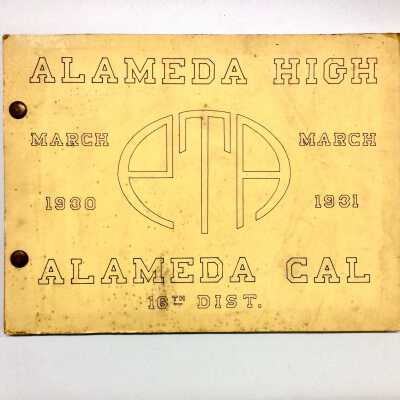 ALAMEDA HIGH
MARCH MARCH
PTA
1930 1931
ALAMEDA CAL
16TH DIST.